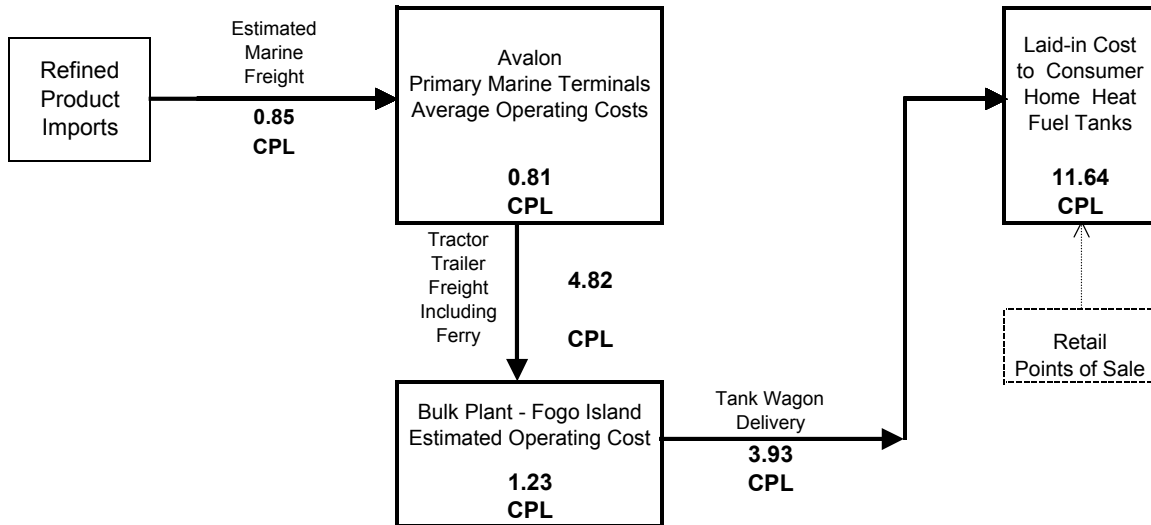 Refined
Product
Imports
Estimated
Marine
Freight
0.85
CPL
Avalon
Primary Marine Terminals
Average Operating Costs
0.81
CPL
Tractor
Trailer
Freight
Including
Ferry
4.82
CPL
Bulk Plant - Fogo Island
Estimated Operating Cost
1.23
CPL
Tank Wagon
Delivery
3.93
CPL
Laid-in Cost
to Consumer
Home Heat
Fuel Tanks
11.64
CPL
Retail
Points of Sale